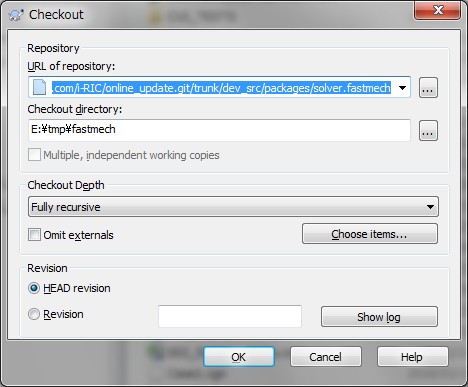 Checkout
Repository
URL of repository:
.com/i-RIC/online_update.git/trunk/dev_src/packages/solver.fastmech
...
Checkout directory:
E:¥tmp¥fastmech
...
Multiple, independent working copies
Checkout Depth
Fully recursive
Omit externals
Choose items...
Revision
HEAD revision
Revision
Show log
OK
Cancel
Help